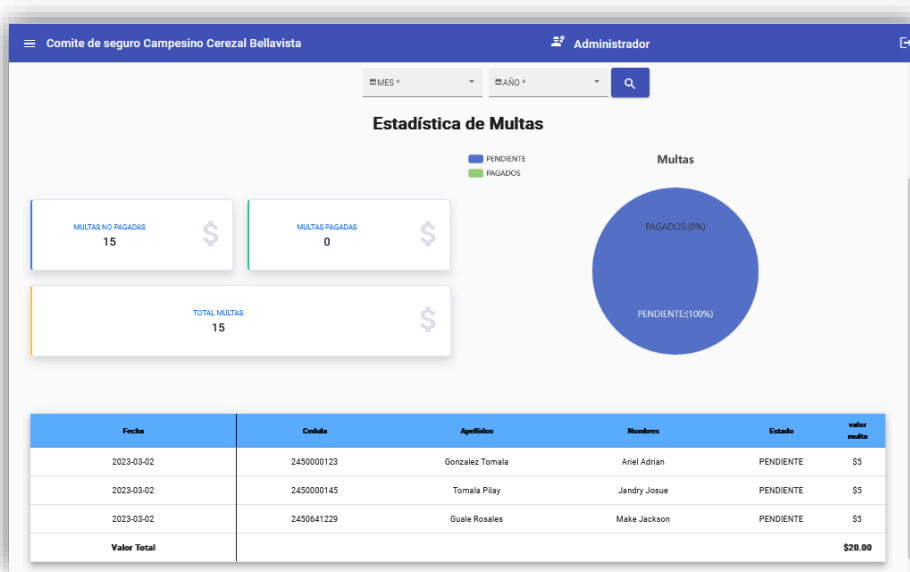 Comite de seguro Campesino Cerezal Bellavista
Administrador
MES *
AÑO *
Estadística de Multas
PENDIENTE
PAGADOS
Multas
MULTAS NO PAGADAS
15
MULTAS PAGADAS
0
TOTAL MULTAS
15
PAGADOS:(0%)
PENDIENTE:(100%)
Fecha Cedula Apellidos Nombres Estado valor multa
2023-03-02 2450000123 Gonzalez Tomala Ariel Adrian PENDIENTE $5
2023-03-02 2450000145 Tomala Pilay Jandry Josue PENDIENTE $5
2023-03-02 2450641229 Guale Rosales Make Jackson PENDIENTE $5
Valor Total $20.00